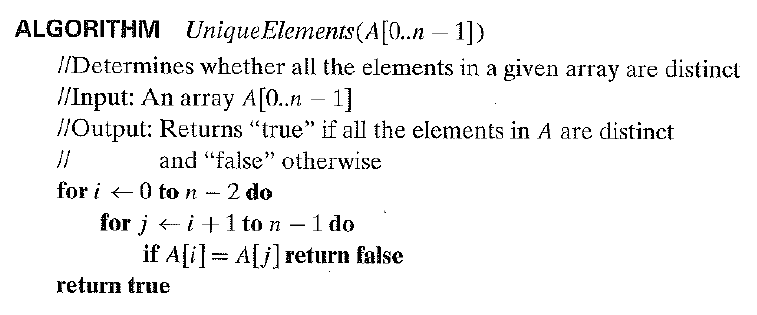 ALGORITHM UniqueElements(A[0..n − 1])
//Determines whether all the elements in a given array are distinct
//Input: An array A[0..n − 1]
//Output: Returns “true” if all the elements in A are distinct
// and “false” otherwise
for i ← 0 to n − 2 do
for j ← i + 1 to n − 1 do
if A[i] = A[j] return false
return true